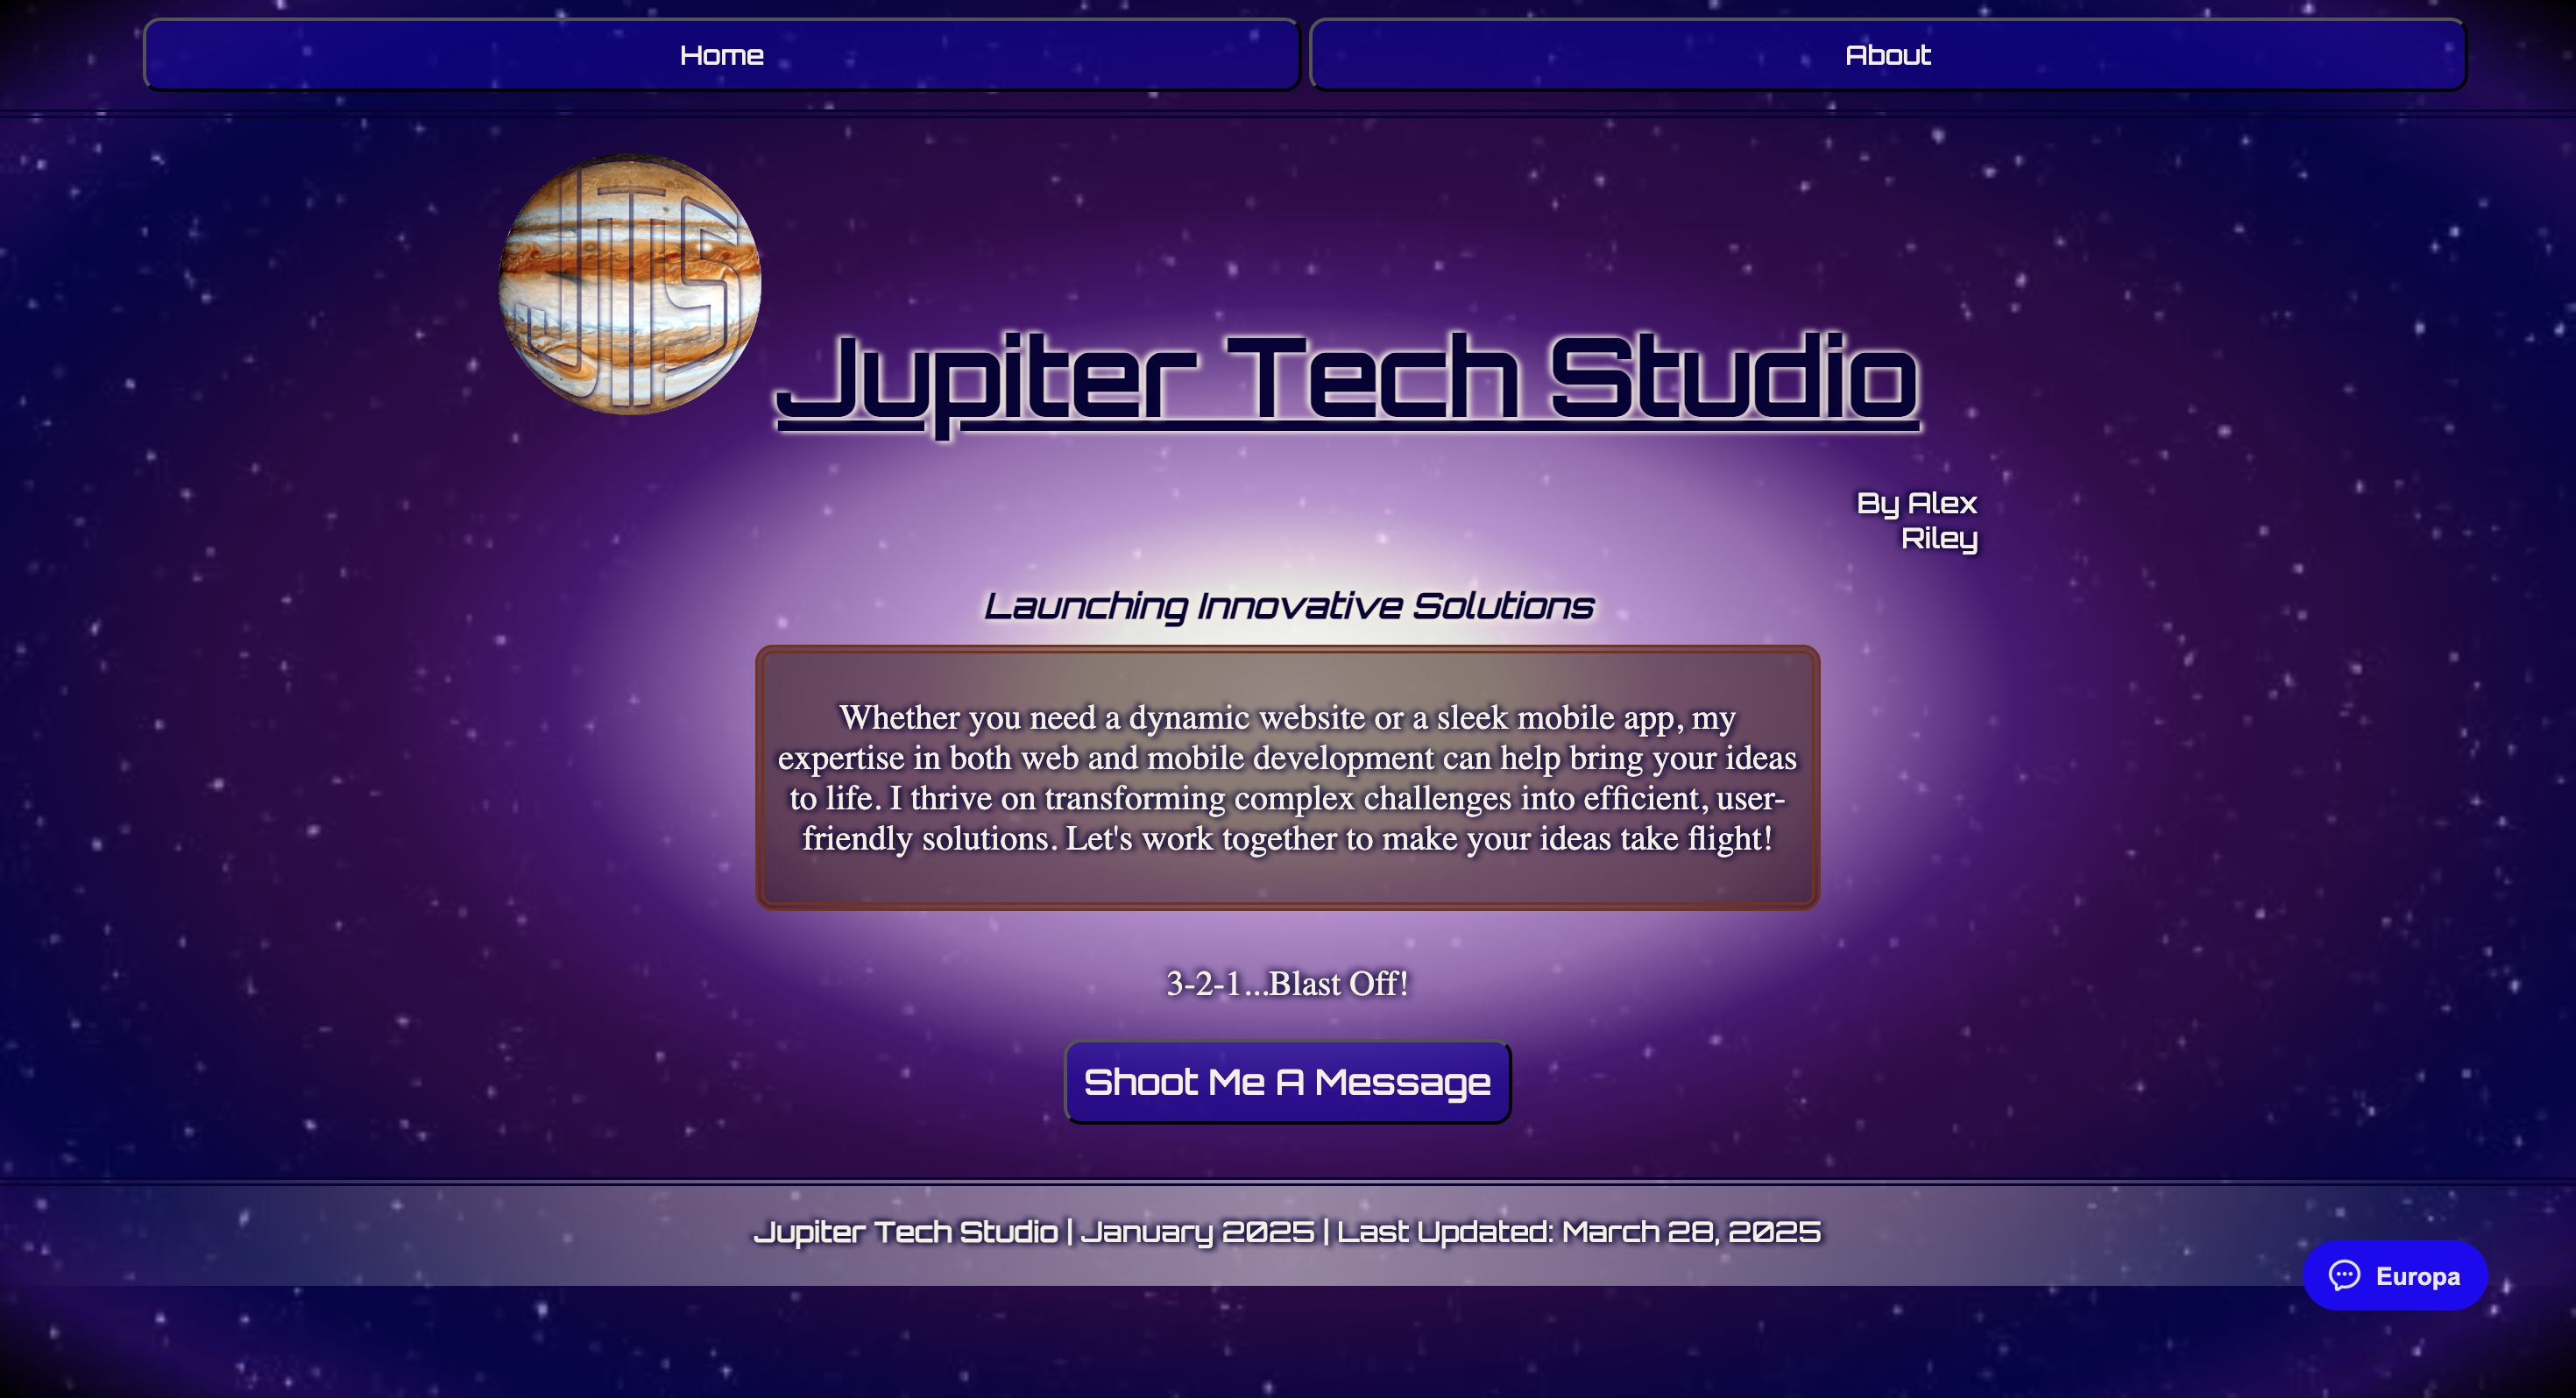 Home
About
JTS
Jupiter Tech Studio
By Alex
Riley
Launching Innovative Solutions
Whether you need a dynamic website or a sleek mobile app, my
expertise in both web and mobile development can help bring your ideas
to life. I thrive on transforming complex challenges into efficient, user-
friendly solutions. Let's work together to make your ideas take flight!
3-2-1...Blast Off!
Shoot Me A Message
Jupiter Tech Studio | January 2025 | Last Updated: March 28, 2025
Europa